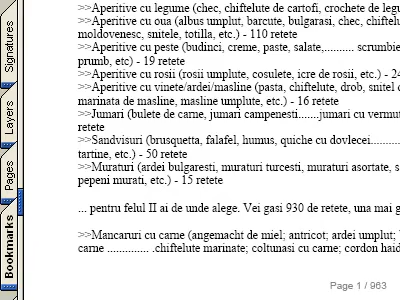 >>Aperitive cu legume (chec, chiftelute de cartofi, crochete de legu
>>Aperitive cu oua (albus umplut, barcute, bulgarasi, chec, chiftelu
moldovenesc, snitele, totilla, etc.) - 110 retete
>>Aperitive cu peste (budinci, creme, paste, salate,.......... scrumbie
prumb, etc) - 19 retete
>>Aperitive cu rosii (rosii umplute, cosulete, icre de rosii, etc.) - 24
>>Aperitive cu vinete/ardei/masline (pasta, chiftelute, drob, snitel d
marinata de masline, masline umplute, etc.) - 16 retete
>>Jumari (bulete de carne, jumari campenesti.......jumari cu vermut
retete
>>Sandvisuri (brusquetta, falafel, humus, quiche cu dovlecei...........
tartine, etc.) - 50 retete
>>Muraturi (ardei bulgaresti, muraturi turcesti, muraturi asortate, s
pepeni murati, etc.) - 15 retete
... pentru felul II ai de unde alege. Vei gasi 930 de retete, una mai g
>>Mancaruri cu carne (angemacht de miel; antricot; ardei umplut;
carne .............. .chiftelute marinate; coltunasi cu carne; cordon
Page 1 / 963
Signatures
Layers
Pages
Bookmarks